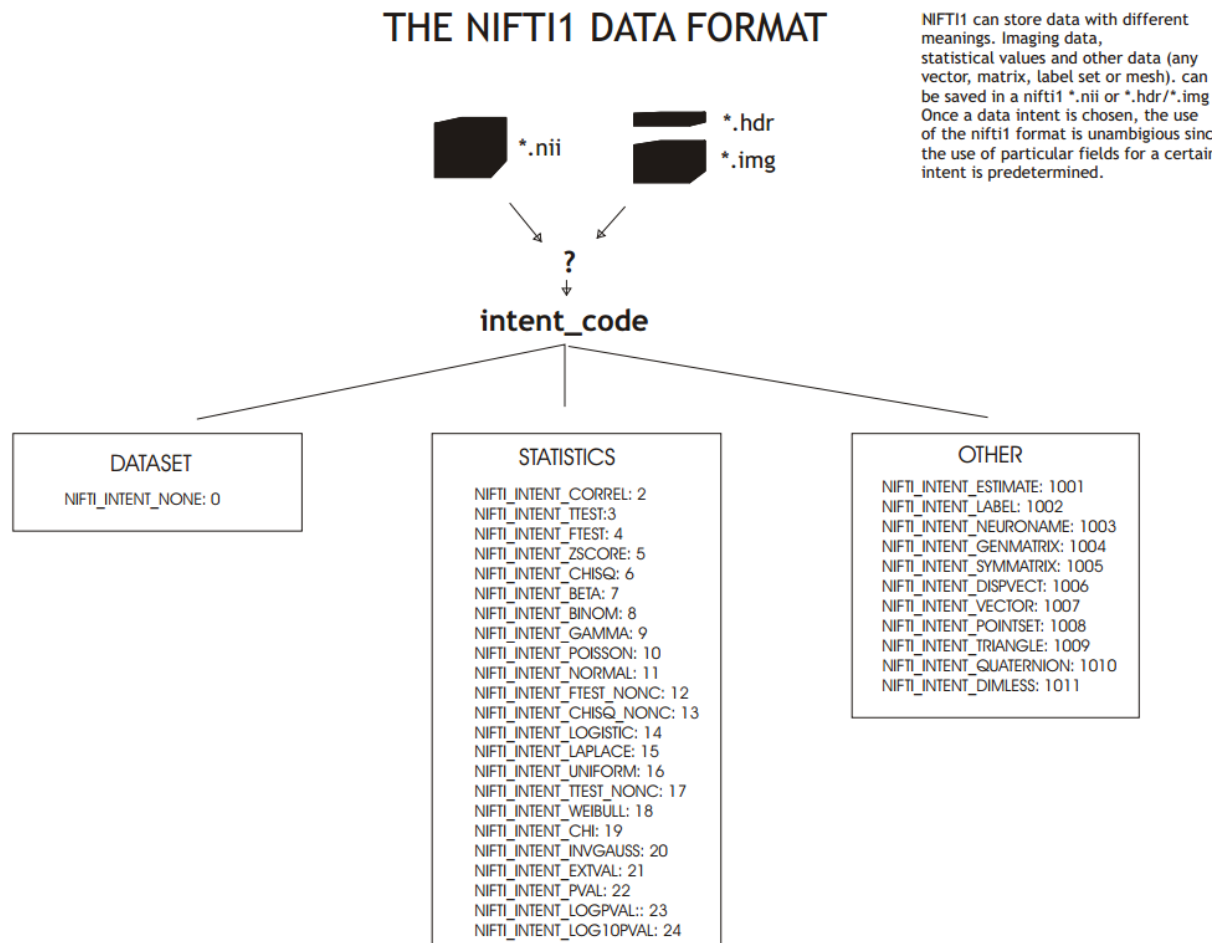 THE NIFTI1 DATA FORMAT
NIFTI1 can store data with different
meanings. Imaging data,
statistical values and other data (any
vector, matrix, label set or mesh). can
be saved in a nifti1 *.nii or *.hdr/*.img
Once a data intent is chosen, the use
of the nifti1 format is unambigious sinc
the use of particular fields for a certain
intent is predetermined.
*.nii
*.hdr
*.img
?
intent_code
DATASET
NIFTI_INTENT_NONE: 0
STATISTICS
NIFTI_INTENT_CORREL: 2
NIFTI_INTENT_TTEST:3
NIFTI_INTENT_FTEST: 4
NIFTI_INTENT_ZSCORE: 5
NIFTI_INTENT_CHISQ: 6
NIFTI_INTENT_BETA: 7
NIFTI_INTENT_BINOM: 8
NIFTI_INTENT_GAMMA: 9
NIFTI_INTENT_POISSON: 10
NIFTI_INTENT_NORMAL: 11
NIFTI_INTENT_FTEST_NONC: 12
NIFTI_INTENT_CHISQ_NONC: 13
NIFTI_INTENT_LOGISTIC: 14
NIFTI_INTENT_LAPLACE: 15
NIFTI_INTENT_UNIFORM: 16
NIFTI_INTENT_TTEST_NONC: 17
NIFTI_INTENT_WEIBULL: 18
NIFTI_INTENT_CHI: 19
NIFTI_INTENT_INVGAUSS: 20
NIFTI_INTENT_EXTVAL: 21
NIFTI_INTENT_PVAL: 22
NIFTI_INTENT_LOGPVAL:: 23
NIFTI_INTENT_LOG10PVAL: 24
OTHER
NIFTI_INTENT_ESTIMATE: 1001
NIFTI_INTENT_LABEL: 1002
NIFTI_INTENT_NEURONAME: 1003
NIFTI_INTENT_GENMATRIX: 1004
NIFTI_INTENT_SYMMATRIX: 1005
NIFTI_INTENT_DISPVECT: 1006
NIFTI_INTENT_VECTOR: 1007
NIFTI_INTENT_POINTSET: 1008
NIFTI_INTENT_TRIANGLE: 1009
NIFTI_INTENT_QUATERNION: 1010
NIFTI_INTENT_DIMLESS: 1011